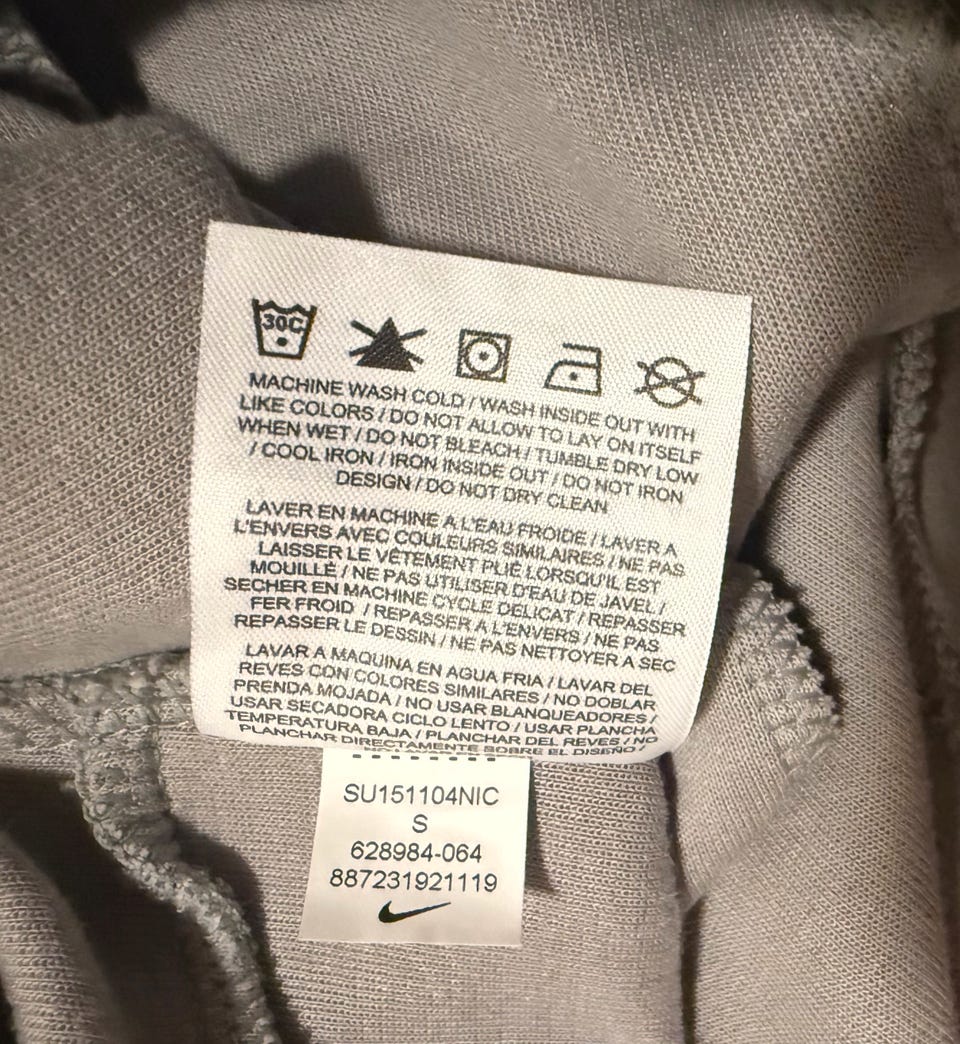 30C
MACHINE WASH COLD / WASH INSIDE OUT WITH
LIKE COLORS / DO NOT ALLOW TO LAY ON ITSELF
WHEN WET / DO NOT BLEACH / TUMBLE DRY LOW
/ COOL IRON / IRON INSIDE OUT / DO NOT IRON
DESIGN / DO NOT DRY CLEAN
LAVER EN MACHINE A L'EAU FROIDE / LAVER A
L'ENVERS AVEC COULEURS SIMILAIRES / NE PAS
LAISSER LE VÊTEMENT PLIÉ LORSQU'IL EST
MOUILLÉ / NE PAS UTILISER D'EAU DE JAVEL /
SECHER EN MACHINE CYCLE DELICAT / REPASSER
FER FROID / REPASSER A L'ENVERS / NE PAS
REPASSER LE DESSIN / NE PAS NETTOYER A SEC
LAVAR A MAQUINA EN AGUA FRIA / LAVAR DEL
REVES CON COLORES SIMILARES / NO DOBLAR
PRENDA MOJADA / NO USAR BLANQUEADORES /
USAR SECADORA CICLO LENTO / USAR PLANCHA
TEMPERATURA BAJA / PLANCHAR DEL REVES / NO
PLANCHAR DIRECTAMENTE SOBRE EL DISEÑO /
SU151104NIC
S
628984-064
887231921119